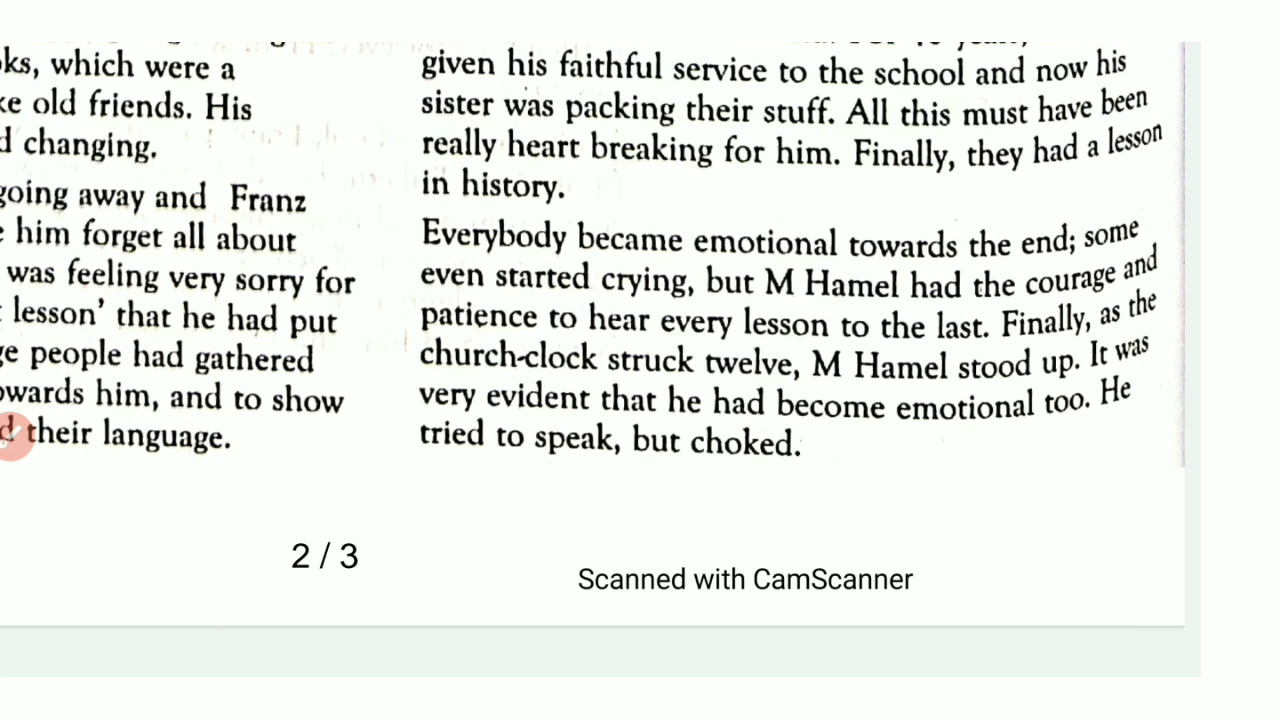 ks, which were a
ke old friends. His
d changing.
going away and Franz
him forget all about
was feeling very sorry for
lesson' that he had put
ge people had gathered
owards him, and to show
d their language.
given his faithful service to the school and now his
sister was packing their stuff. All this must have been
really heart breaking for him. Finally, they had a lesson
in history.
Everybody became emotional towards the end; some
even started crying, but M Hamel had the courage and
patience to hear every lesson to the last. Finally, as the
church-clock struck twelve, M Hamel stood up. It was
very evident that he had become emotional too. He
tried to speak, but choked.
2 / 3
Scanned with CamScanner